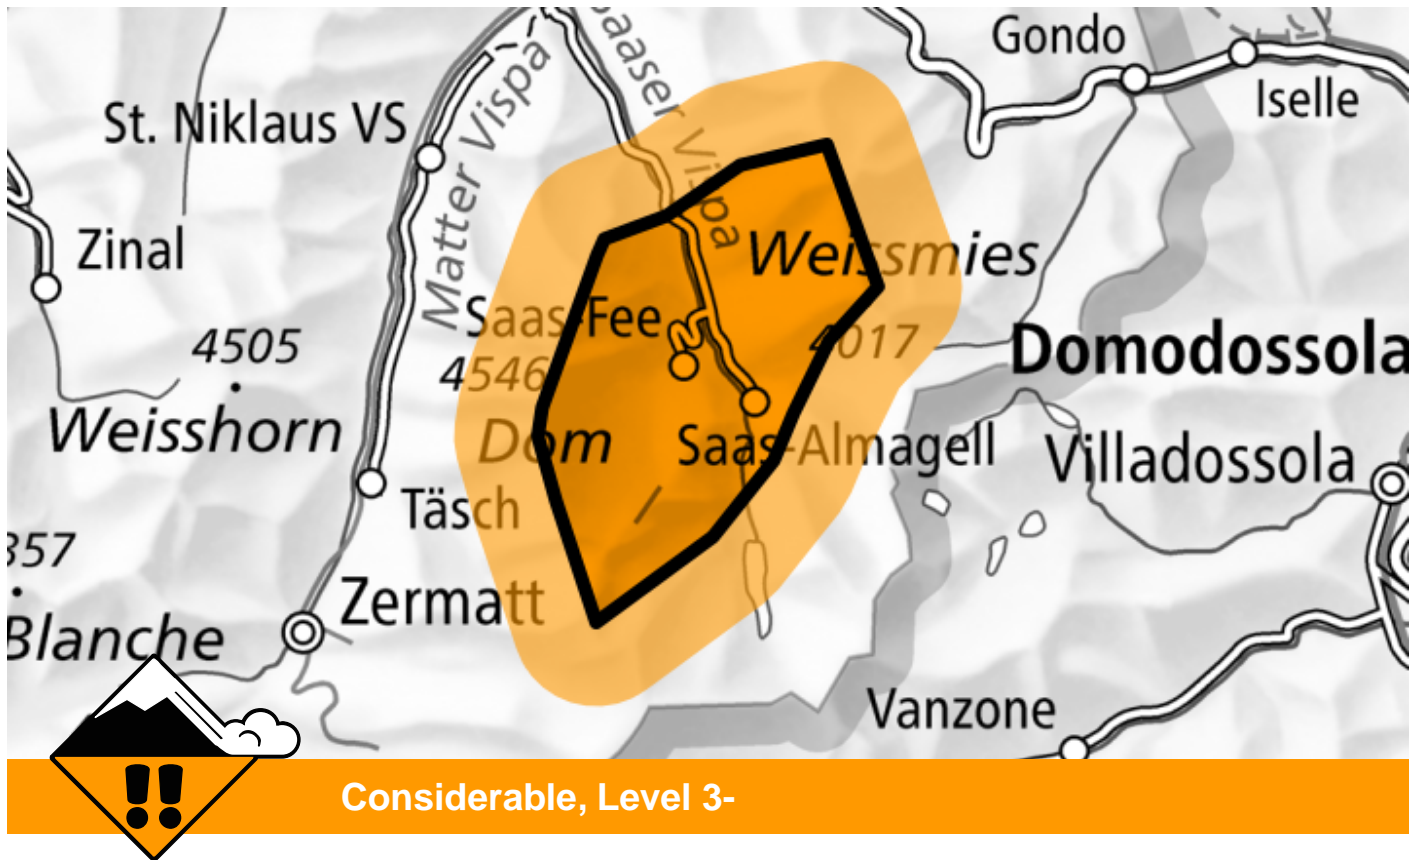 Gondo
Iselle
Saaser Vispa
St. Niklaus VS
Matter Vispa
Zinal
Weissmies
4017
Saas-Fee
4505
Weisshorn
4546
Dom
Domodossola
Saas-Almagell
Villadossola
Täsch
357
Zermatt
Blanche
Vanzone
!!
Considerable, Level 3-